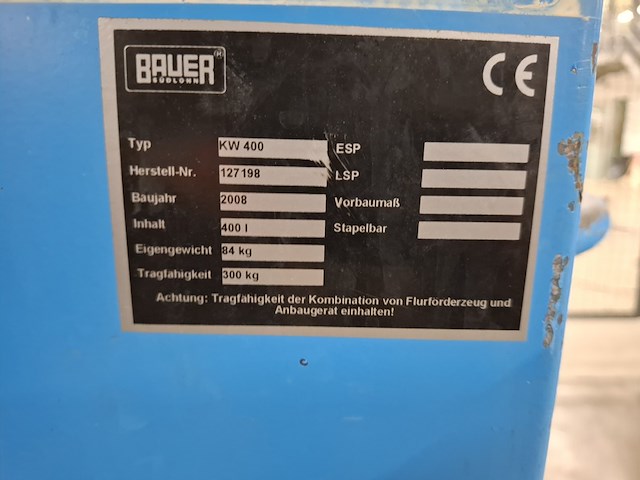 BAUER ®
SÜDLOHN
CE
Typ KW 400 ESP
Herstell-Nr. 127198 LSP
Baujahr 2008 Vorbaumaß
Inhalt 400 l Stapelbar
Eigengewicht 84 kg
Tragfähigkeit 300 kg
Achtung: Tragfähigkeit der Kombination von Flurförderzeug und
Anbaugerät einhalten!